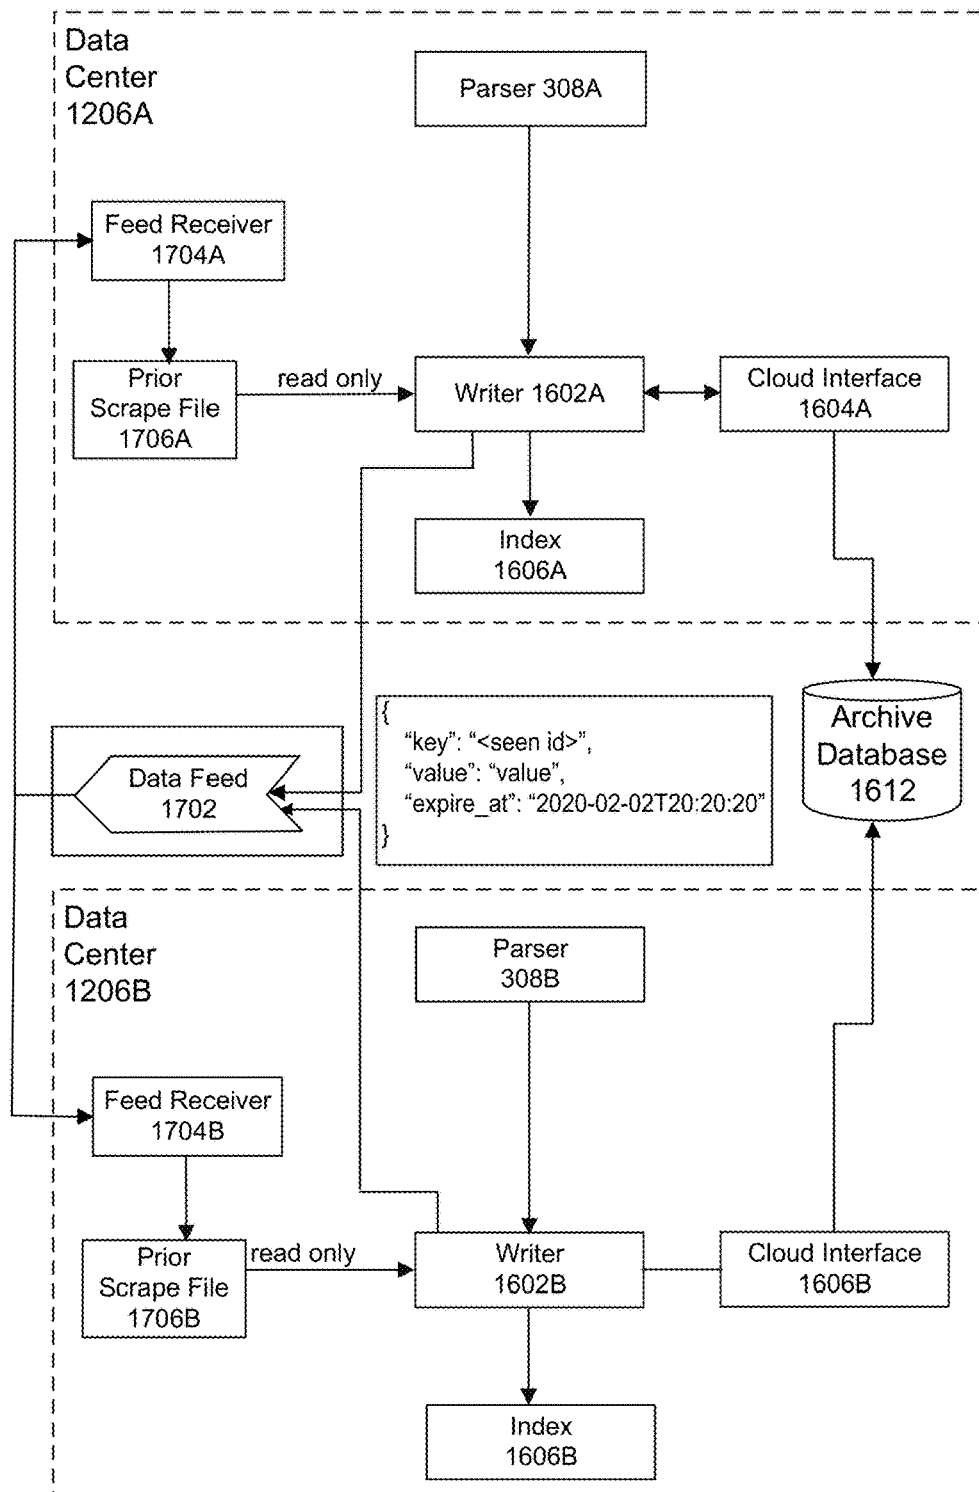 Data
Center
1206A
Parser 308A
Feed Receiver
1704A
Prior
Scrape File
1706A
read only
Writer 1602A
Cloud Interface
1604A
Index
1606A
Data Feed
1702
{
“key”: “<seen id>”,
“value”: “value”,
“expire_at”: “2020-02-02T20:20:20”
}
Archive
Database
1612
Data
Center
1206B
Parser
308B
Feed Receiver
1704B
Prior
Scrape File
1706B
read only
Writer
1602B
Cloud Interface
1606B
Index
1606B